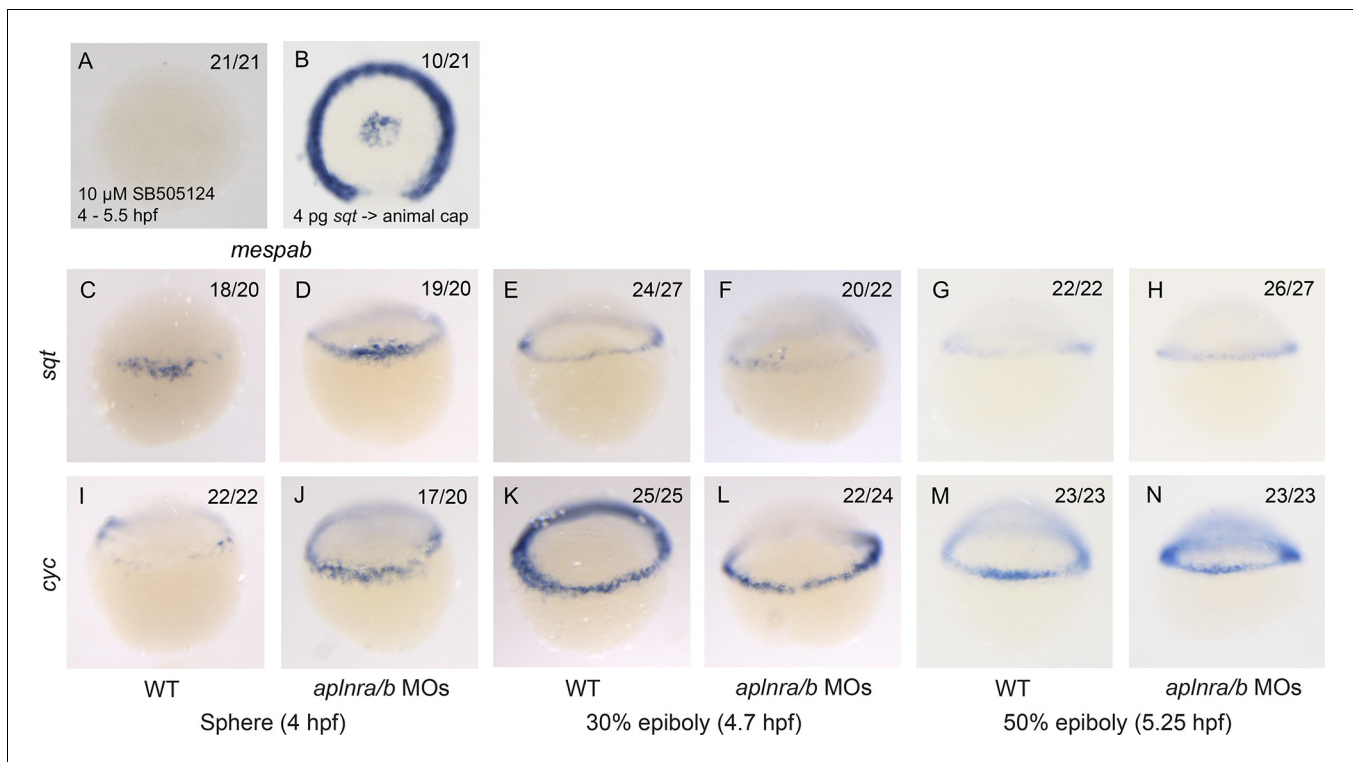 A 21/21
10 µM SB505124
4 - 5.5 hpf
B 10/21
4 pg sqt -> animal cap
mespab
sqt
C 18/20
D 19/20
E 24/27
F 20/22
G 22/22
H 26/27
cyc
I 22/22
J 17/20
K 25/25
L 22/24
M 23/23
N 23/23
WT
aplnra/b MOs
WT
aplnra/b MOs
WT
aplnra/b MOs
Sphere (4 hpf)
30% epiboly (4.7 hpf)
50% epiboly (5.25 hpf)